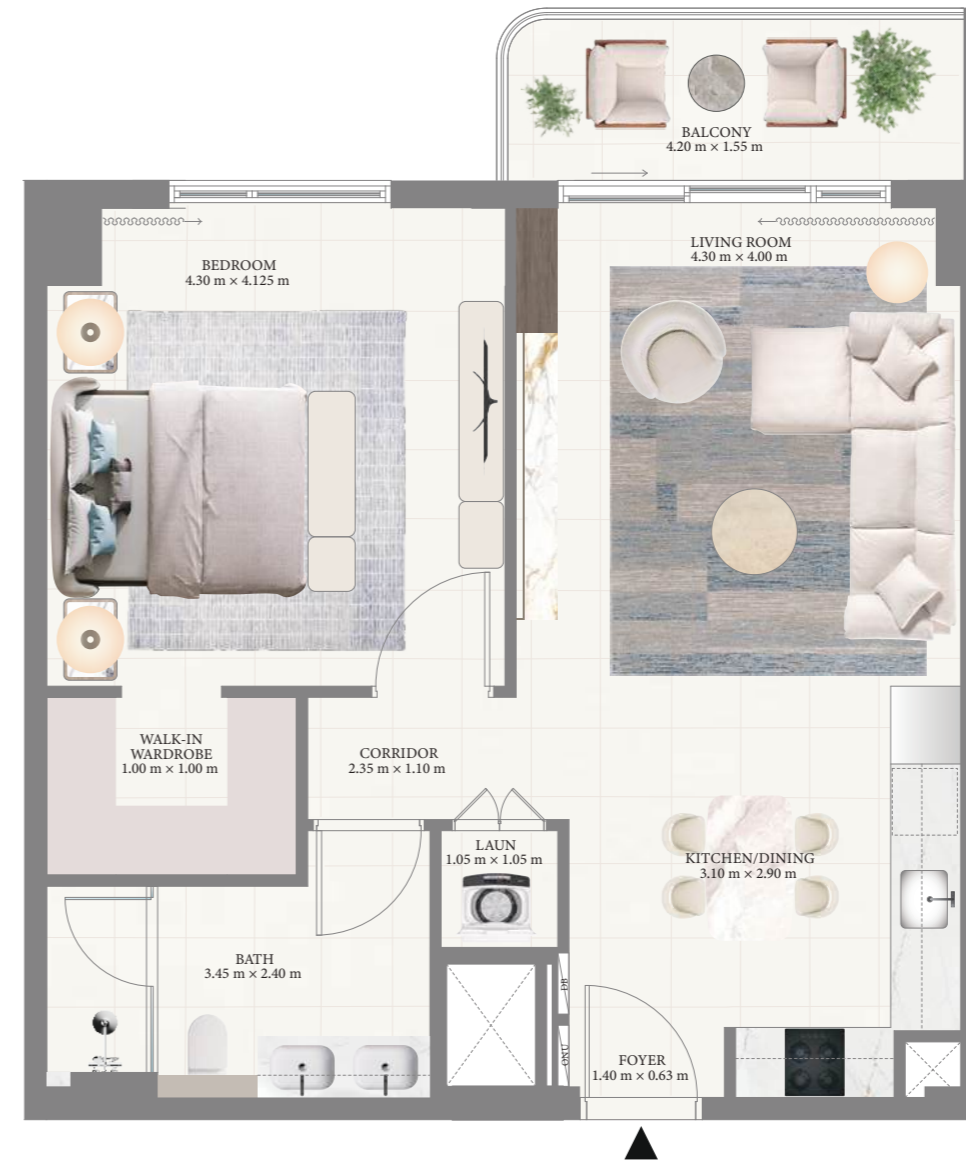 BALCONY
4.20 m × 1.55 m
LIVING ROOM
4.30 m × 4.00 m
BEDROOM
4.30 m × 4.125 m
WALK-IN
WARDROBE
1.00 m × 1.00 m
CORRIDOR
2.35 m × 1.10 m
LAUN
1.05 m × 1.05 m
KITCHEN/DINING
3.10 m × 2.90 m
BATH
3.45 m × 2.40 m
DB
ONU
FOYER
1.40 m × 0.63 m